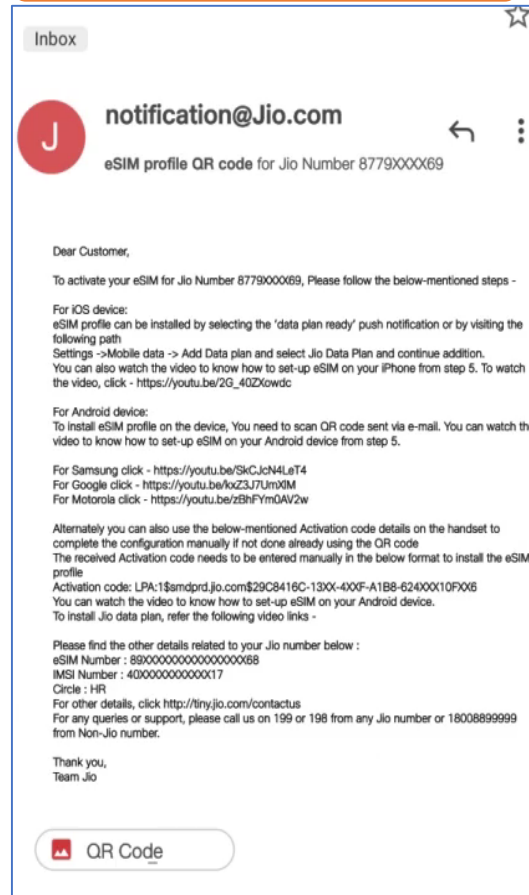 Inbox
J
notification@Jio.com
eSIM profile QR code for Jio Number 8779XXXX69
Dear Customer,
To activate your eSIM for Jio Number 8779XXXX69, Please follow the below-mentioned steps -
For iOS device:
eSIM profile can be installed by selecting the 'data plan ready' push notification or by visiting the
following path
Settings ->Mobile data -> Add Data plan and select Jio Data Plan and continue addition.
You can also watch the video to know how to set-up eSIM on your iPhone from step 5. To watch
the video, click - https://youtu.be/2G_40ZXowdc
For Android device:
To install eSIM profile on the device, You need to scan QR code sent via e-mail. You can watch th
video to know how to set-up eSIM on your Android device from step 5.
For Samsung click - https://youtu.be/SkCJcN4LeT4
For Google click - https://youtu.be/kxZ3J7UmXlM
For Motorola click - https://youtu.be/zBhFYm0AV2w
Alternately you can also use the below-mentioned Activation code details on the handset to
complete the configuration manually if not done already using the QR code
The received Activation code needs to be entered manually in the below format to install the eSIM
profile
Activation code: LPA:1$smdprd.jio.com$29C8416C-13XX-4XXF-A1B8-624XXX10FXX6
You can watch the video to know how to set-up eSIM on your Android device.
To install Jio data plan, refer the following video links -
Please find the other details related to your Jio number below :
eSIM Number : 89XXXXXXXXXXXXXXXX68
IMSI Number : 40XXXXXXXXXXX17
Circle : HR
For other details, click http://tiny.jio.com/contactus
For any queries or support, please call us on 199 or 198 from any Jio number or 18008899999
from Non-Jio number.
Thank you,
Team Jio
QR Code